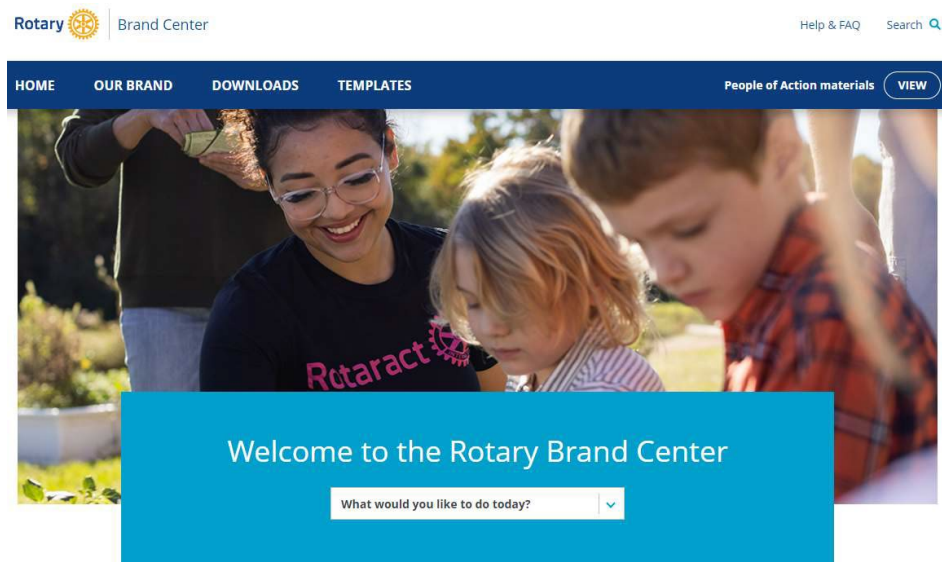 Rotary Brand Center
Help & FAQ Search
HOME OUR BRAND DOWNLOADS TEMPLATES
People of Action materials VIEW
Rotaract
Welcome to the Rotary Brand Center
What would you like to do today?